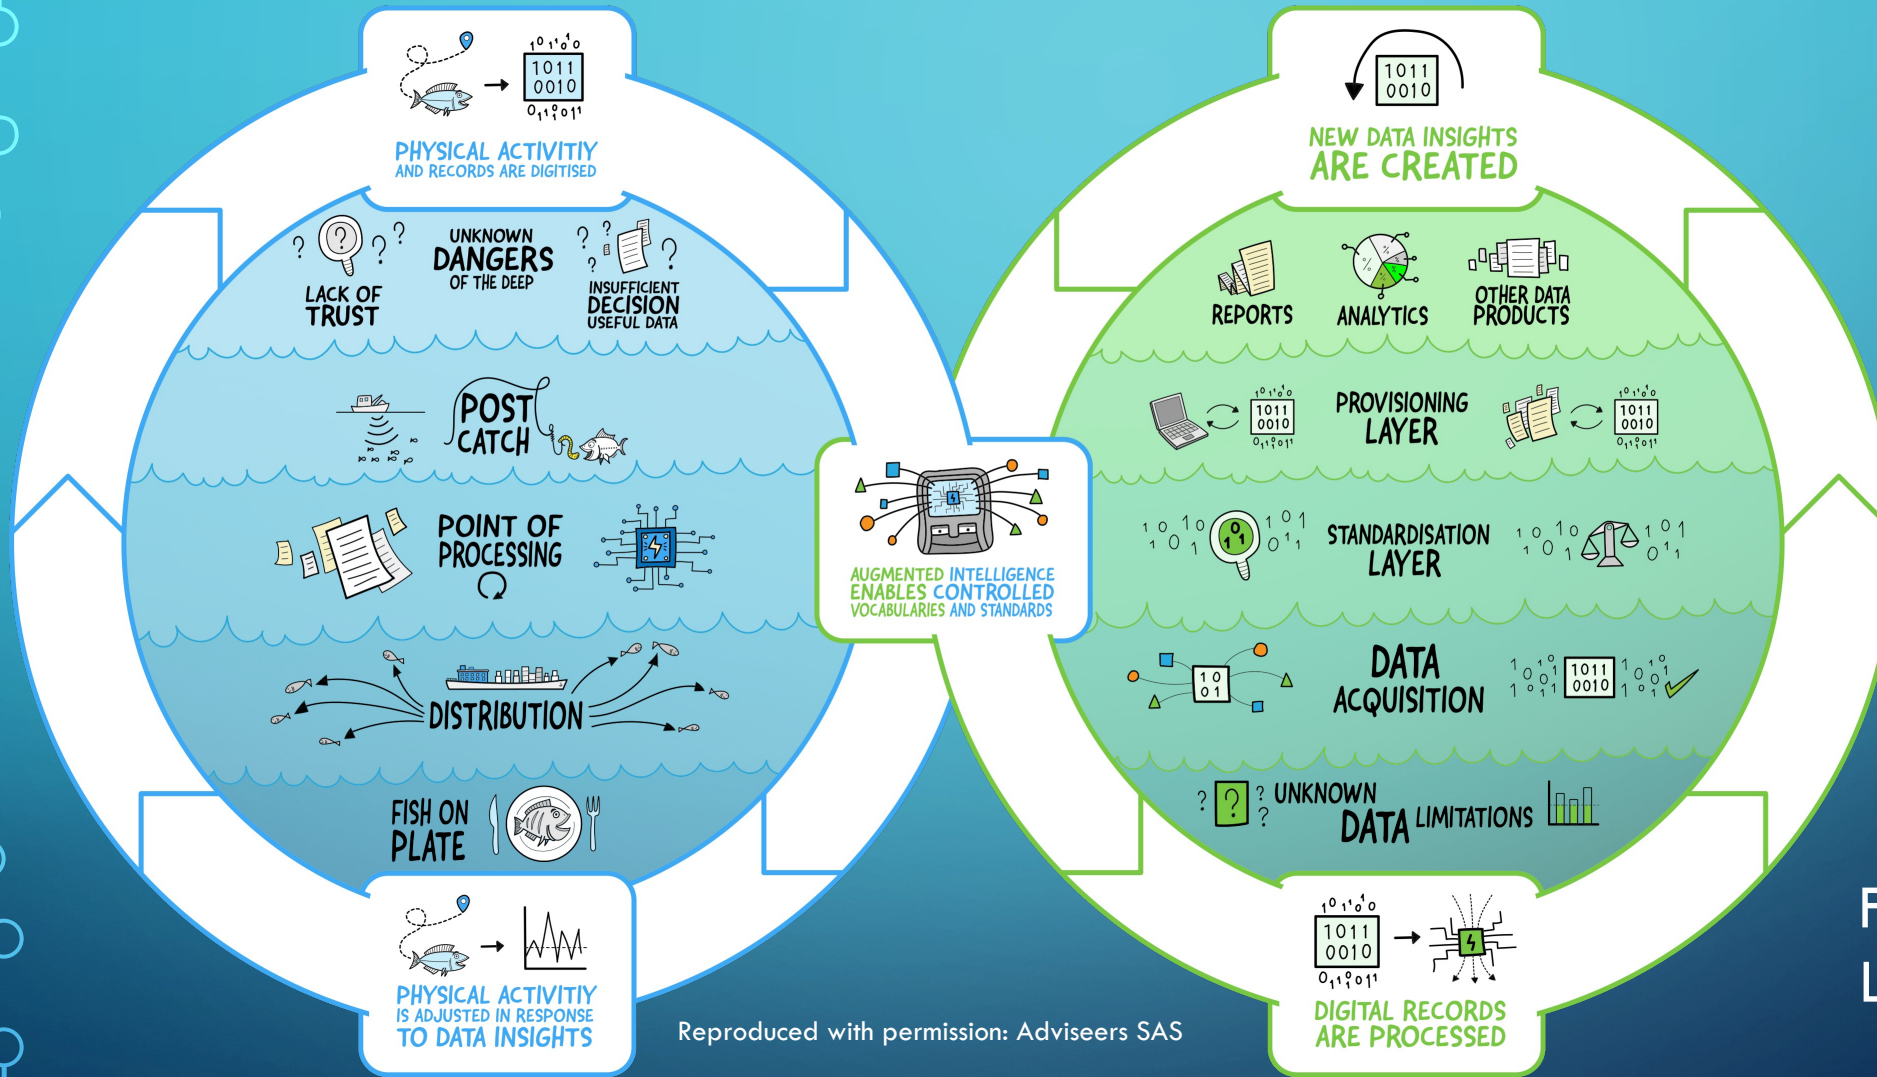 PHYSICAL ACTIVITIY
AND RECORDS ARE DIGITISED
LACK OF
TRUST
UNKNOWN
DANGERS
OF THE DEEP
INSUFFICIENT
DECISION
USEFUL DATA
POST
CATCH
POINT OF
PROCESSING
DISTRIBUTION
FISH ON
PLATE
PHYSICAL ACTIVITIY
IS ADJUSTED IN RESPONSE
TO DATA INSIGHTS
AUGMENTED INTELLIGENCE
ENABLES CONTROLLED
VOCABULARIES AND STANDARDS
NEW DATA INSIGHTS
ARE CREATED
REPORTS
ANALYTICS
OTHER DATA
PRODUCTS
PROVISIONING
LAYER
STANDARDISATION
LAYER
DATA
ACQUISITION
UNKNOWN
DATA LIMITATIONS
DIGITAL RECORDS
ARE PROCESSED
Reproduced with permission: Adviseers SAS